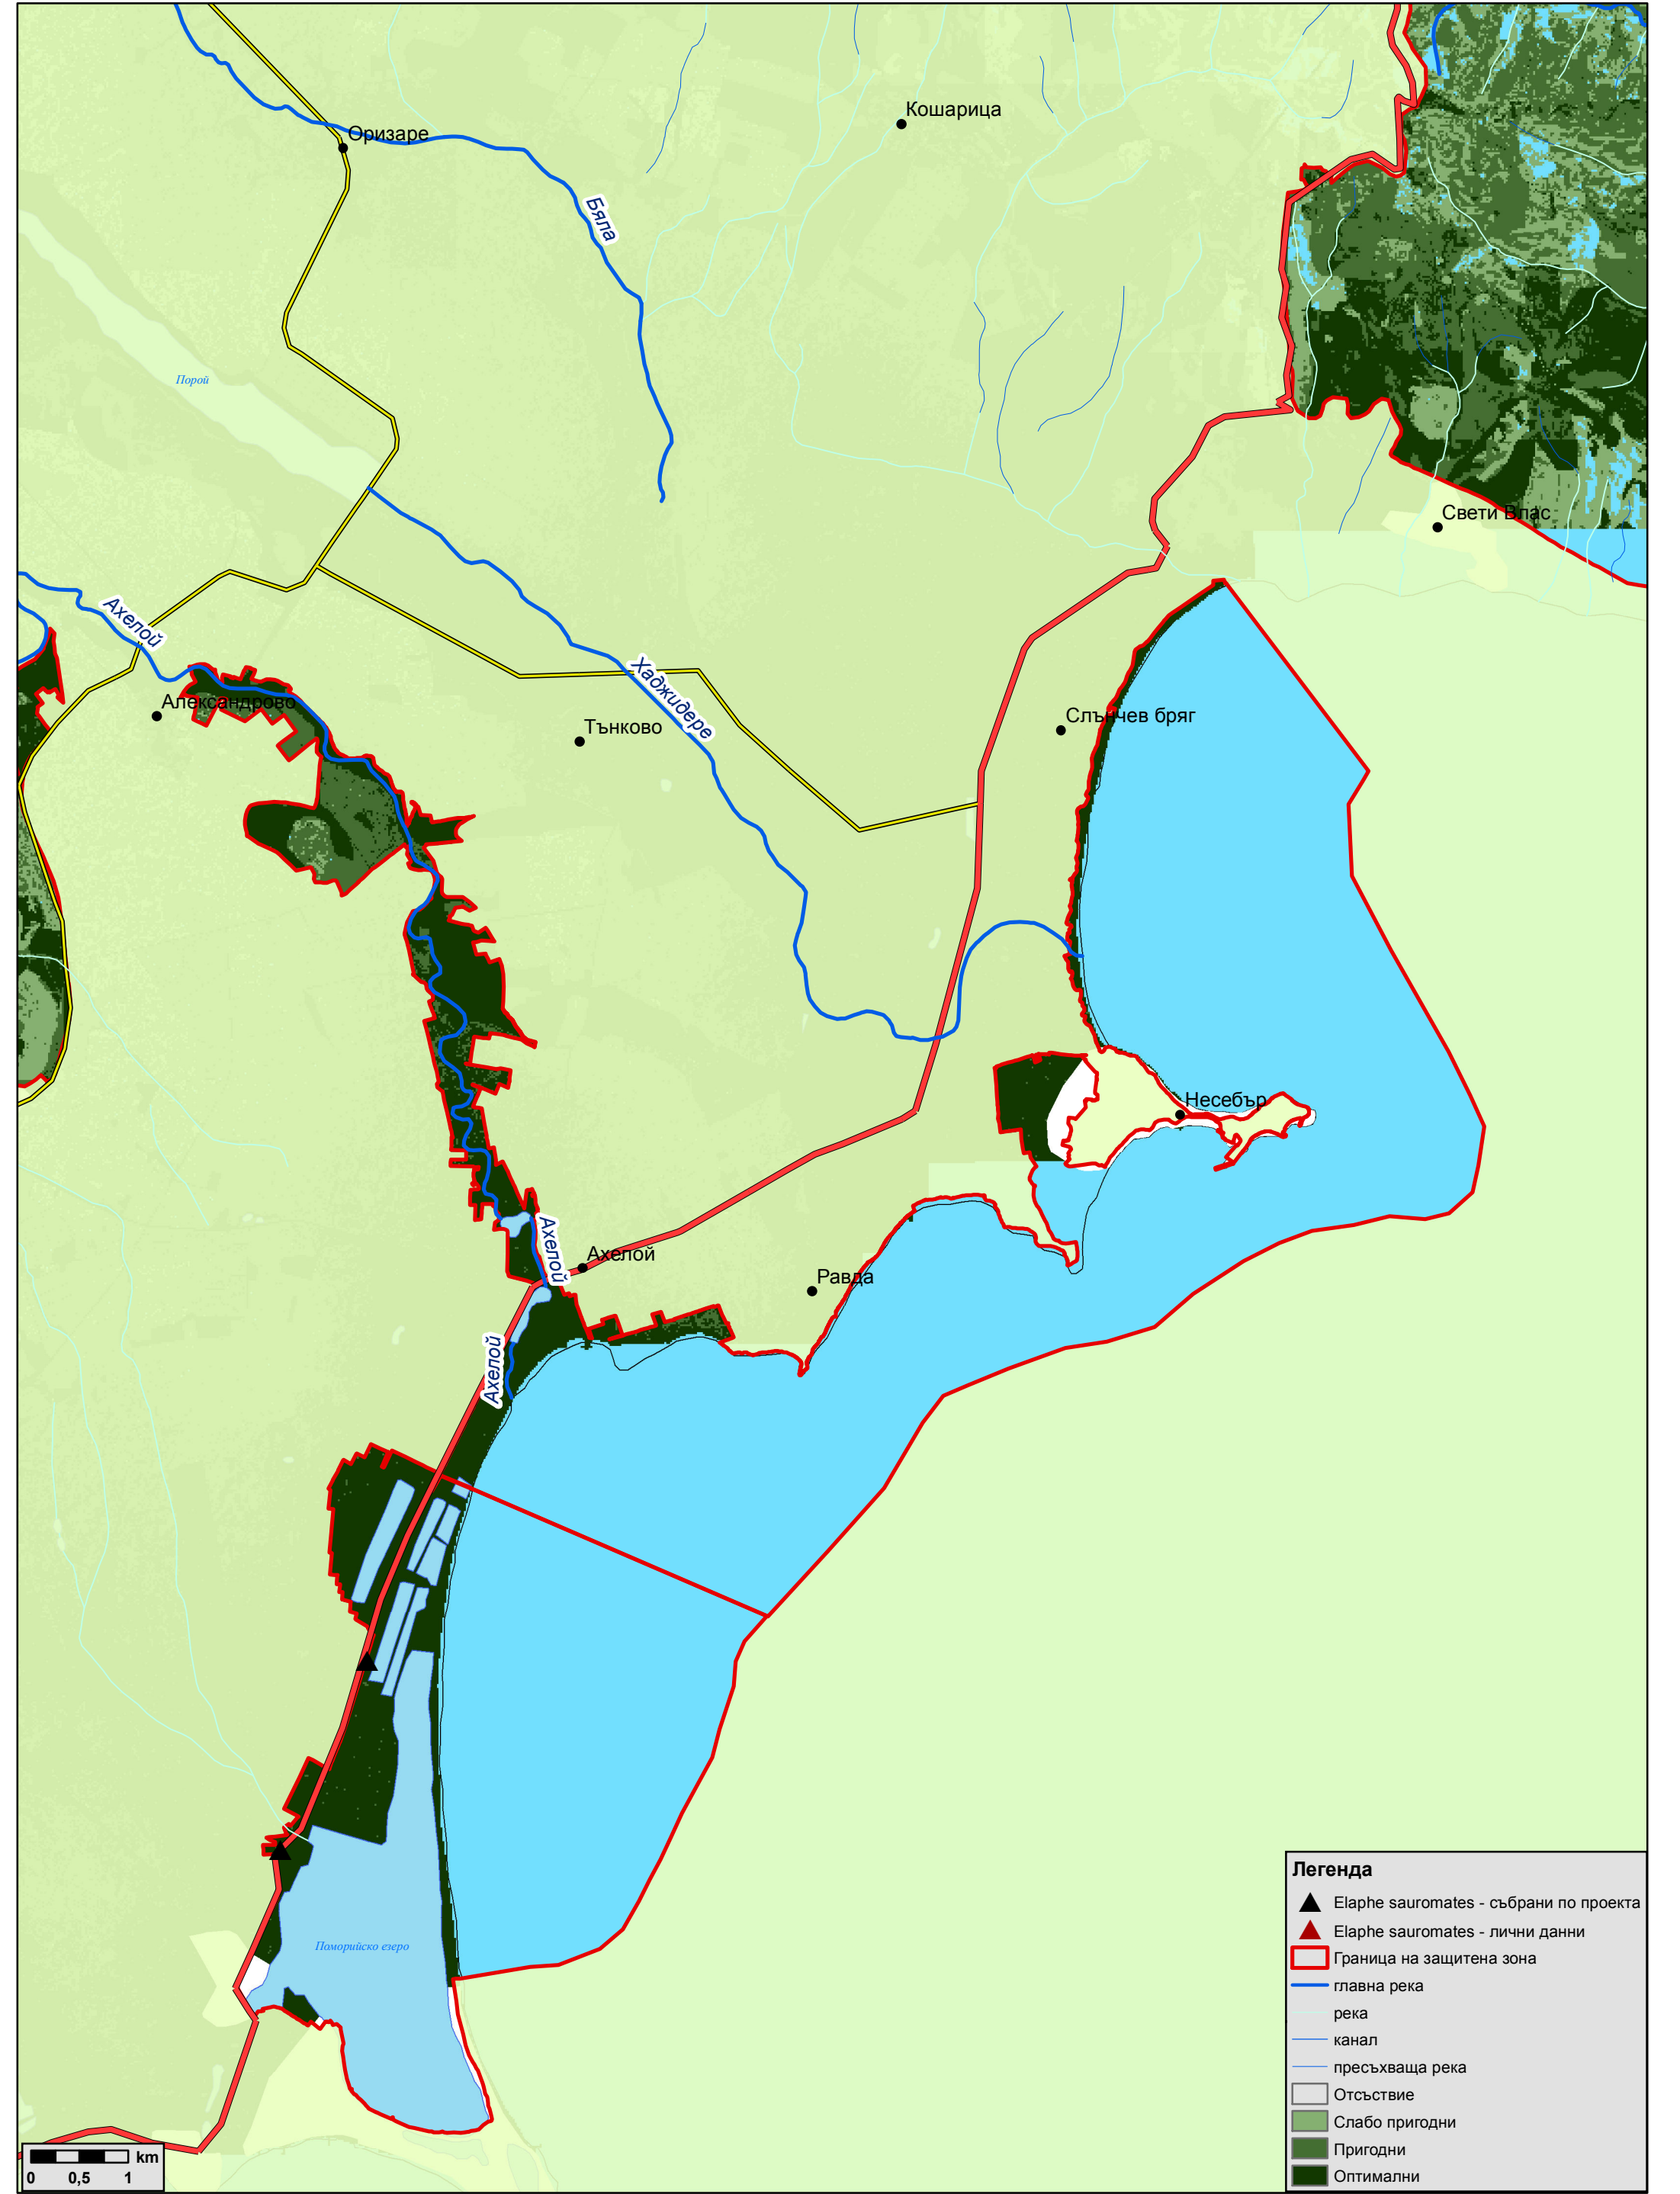 Кошарица
Оризаре
Бяла
Порой
Свети Влас
Ахелой
Александрово
Хаджидере
Тънково
Слънчев бряг
Несебър
Ахелой
Ахелой
Равда
Ахелой
Поморийско езеро
Легенда
Elaphe sauromates - събрани по проекта
Elaphe sauromates - лични данни
Граница на защитена зона
главна река
река
канал
пресъхваща река
Отсъствие
Слабо пригодни
Пригодни
Оптимални
km
0 0,5 1